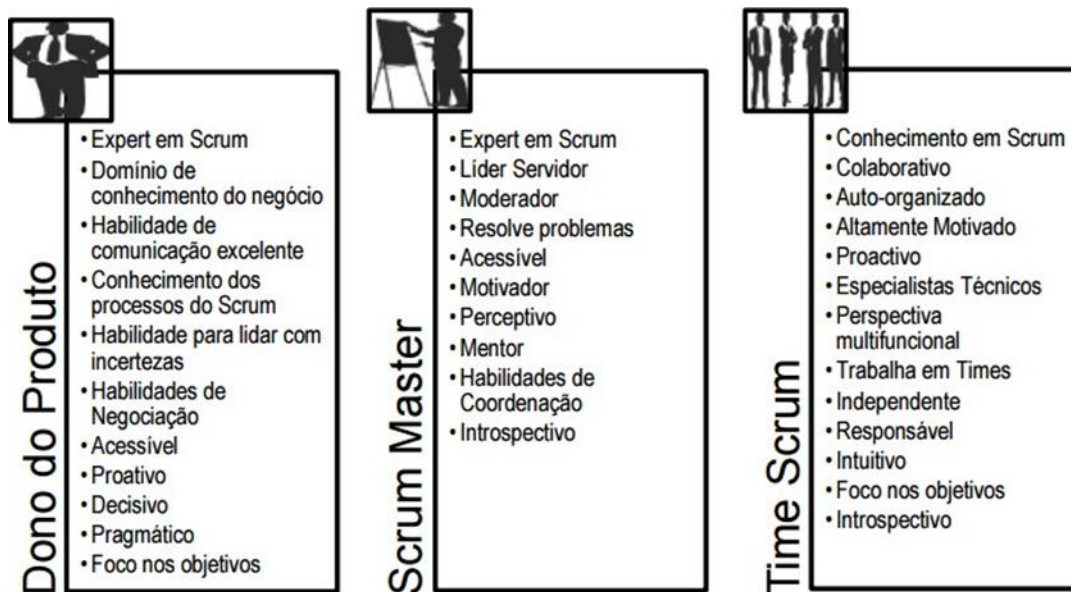 Dono do Produto
• Expert em Scrum
• Domínio de
conhecimento do negócio
• Habilidade de
comunicação excelente
• Conhecimento dos
processos do Scrum
• Habilidade para lidar com
incertezas
• Habilidades de
Negociação
• Acessível
• Proativo
• Decisivo
• Pragmático
• Foco nos objetivos
Scrum Master
• Expert em Scrum
• Líder Servidor
• Moderador
• Resolve problemas
• Acessível
• Motivador
• Perceptivo
• Mentor
• Habilidades de
Coordenação
• Introspectivo
Time Scrum
• Conhecimento em Scrum
• Colaborativo
• Auto-organizado
• Altamente Motivado
• Proactivo
• Especialistas Técnicos
• Perspectiva
multifuncional
• Trabalha em Times
• Independente
• Responsável
• Intuitivo
• Foco nos objetivos
• Introspectivo